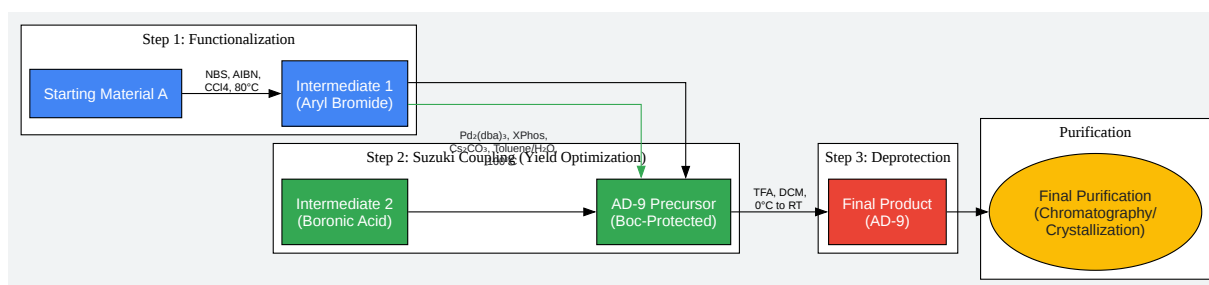 Step 1: Functionalization
Starting Material A
NBS, AIBN,
CCl4, 80°C
Intermediate 1
(Aryl Bromide)
Pd₂(dba)₃, XPhos,
Cs₂CO₃, Toluene/H₂O,
100°C
Step 2: Suzuki Coupling (Yield Optimization)
Intermediate 2
(Boronic Acid)
AD-9 Precursor
(Boc-Protected)
TFA, DCM,
0°C to RT
Step 3: Deprotection
Final Product
(AD-9)
Purification
Final Purification
(Chromatography/
Crystallization)